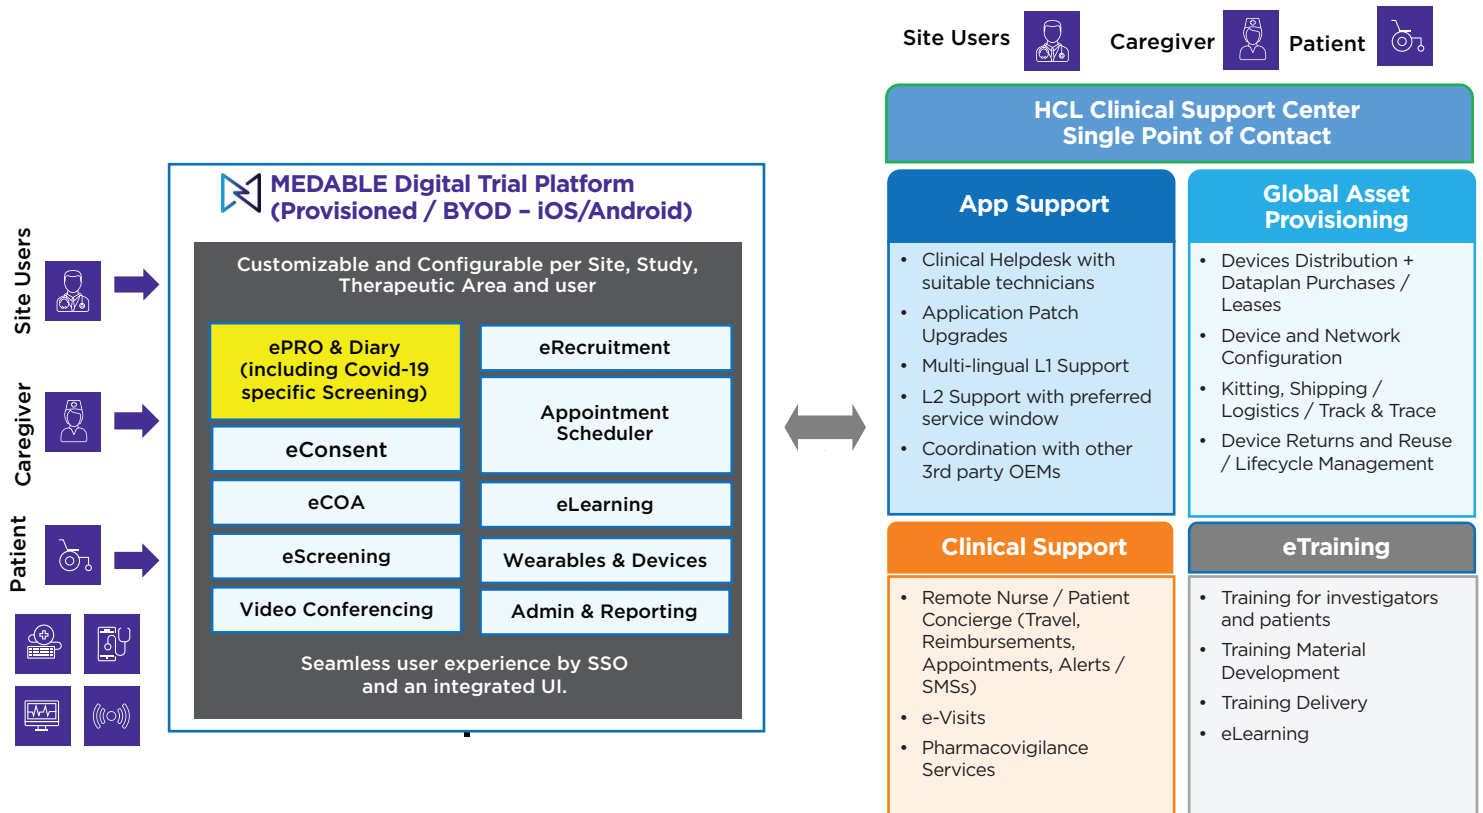 Site Users
Caregiver
Patient
HCL Clinical Support Center
Single Point of Contact
MEDABLE Digital Trial Platform
(Provisioned / BYOD – iOS/Android)
Customizable and Configurable per Site, Study,
Therapeutic Area and user
ePRO & Diary
(including Covid-19
specific Screening)
eConsent
eCOA
eScreening
Video Conferencing
eRecruitment
Appointment
Scheduler
eLearning
Wearables & Devices
Admin & Reporting
Seamless user experience by SSO
and an integrated UI.
Site Users
Caregiver
Patient
App Support
• Clinical Helpdesk with
suitable technicians
• Application Patch
Upgrades
• Multi-lingual L1 Support
• L2 Support with preferred
service window
• Coordination with other
3rd party OEMs
Global Asset
Provisioning
• Devices Distribution +
Dataplan Purchases /
Leases
• Device and Network
Configuration
• Kitting, Shipping /
Logistics / Track & Trace
• Device Returns and Reuse
/ Lifecycle Management
Clinical Support
• Remote Nurse / Patient
Concierge (Travel,
Reimbursements,
Appointments, Alerts /
SMSs)
• e-Visits
• Pharmacovigilance
Services
eTraining
• Training for investigators
and patients
• Training Material
Development
• Training Delivery
• eLearning